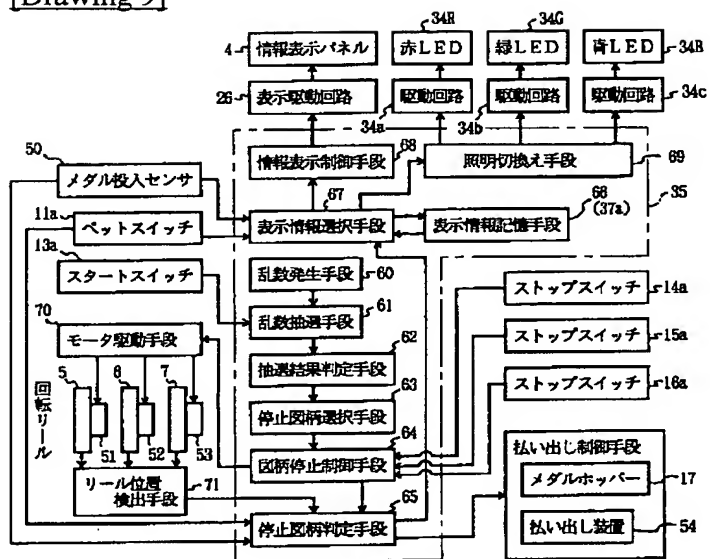 [Drawing 9]
34R
34G
34B
4
情報表示パネル
赤LED
緑LED
青LED
26
表示駆動回路
駆動回路
駆動回路
駆動回路
34a
34b
34c
50
68
メダル投入センサ
情報表示制御手段
照明切換え手段
69
67
35
11a
表示情報選択手段
表示情報記憶手段
66
(37a)
ベットスイッチ
13a
乱数発生手段
60
スタートスイッチ
61
ストップスイッチ
14a
乱数抽選手段
70
62
ストップスイッチ
15a
モータ駆動手段
抽選結果判定手段
63
ストップスイッチ
16a
5
6
7
停止図柄選択手段
回転リール
51
52
53
64
図柄停止制御手段
払い出し制御手段
リール位置
検出手段
71
65
メダルホッパー
17
停止図柄判定手段
払い出し装置
54